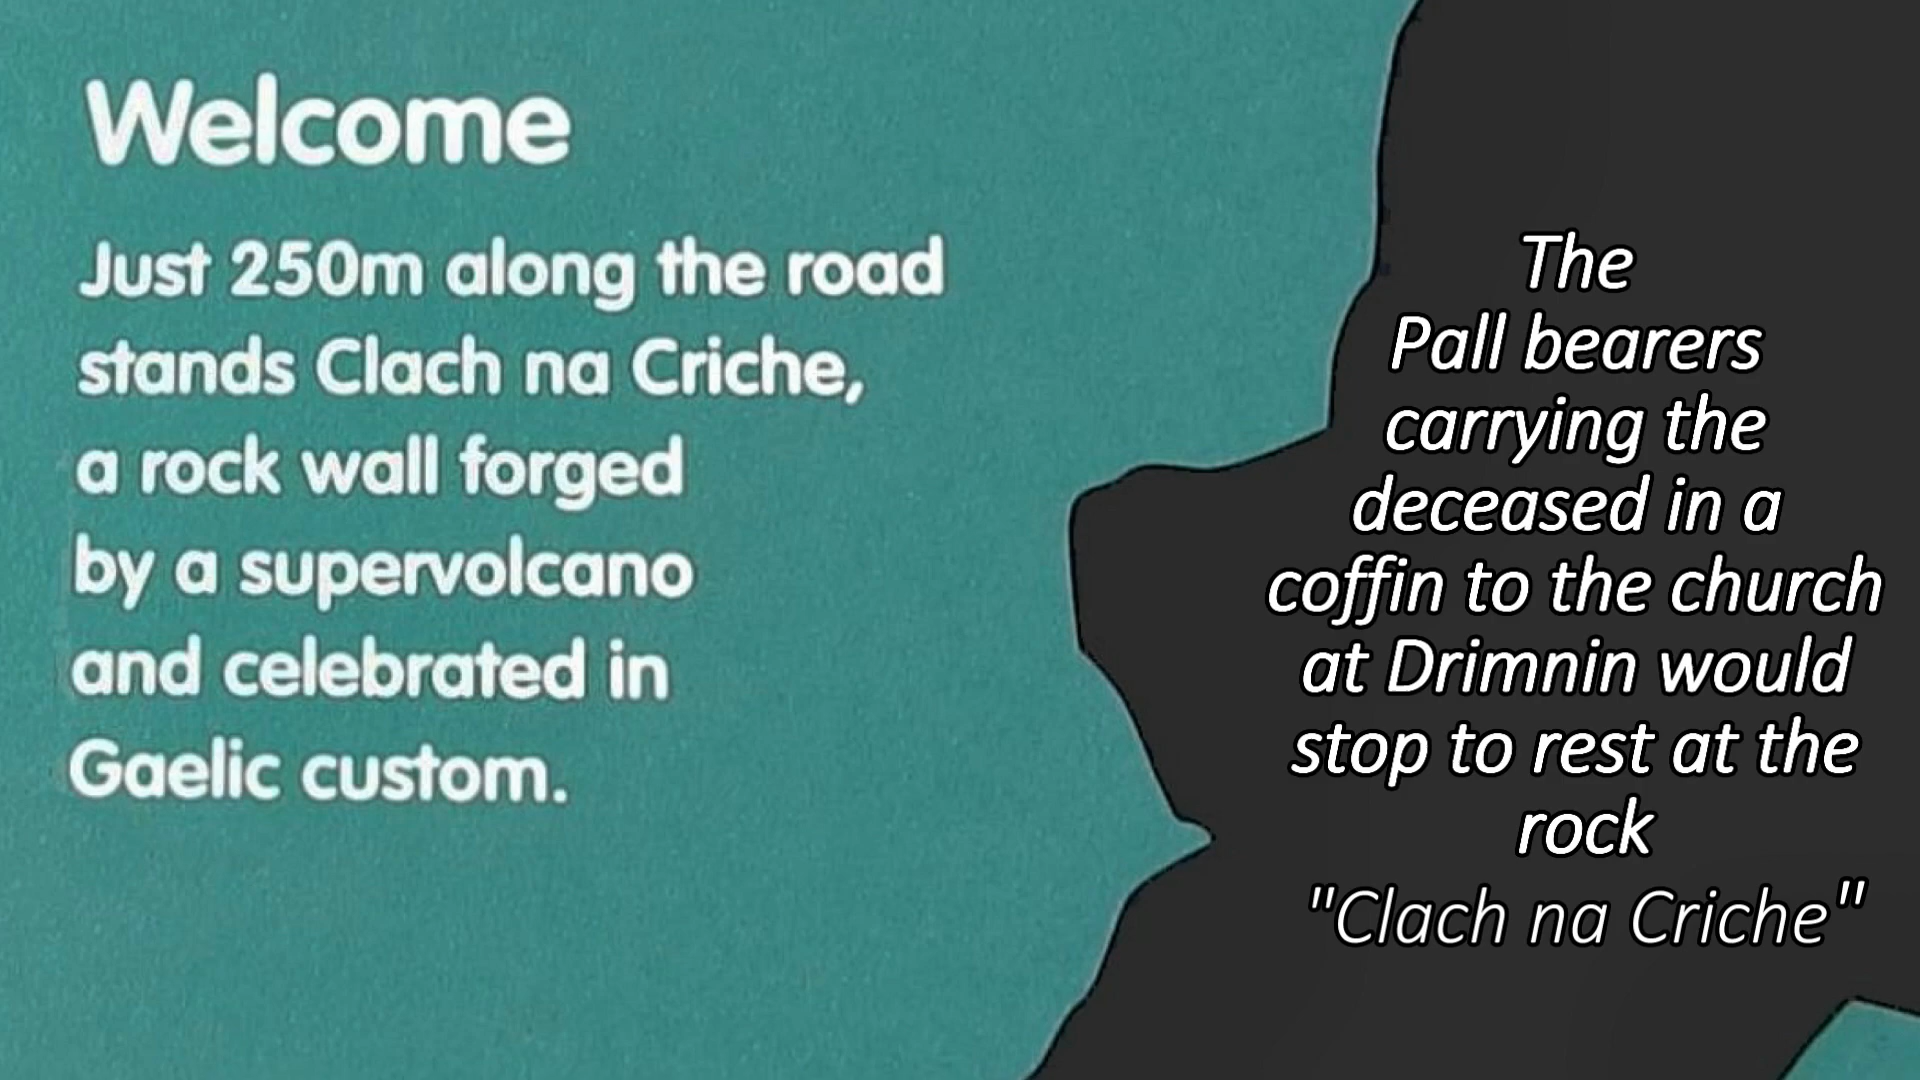 Welcome
Just 250m along the road
stands Clach na Criche,
a rock wall forged
by a supervolcano
and celebrated in
Gaelic custom.
The
Pall bearers
carrying the
deceased in a
coffin to the church
at Drimnin would
stop to rest at the
rock
"Clach na Criche"